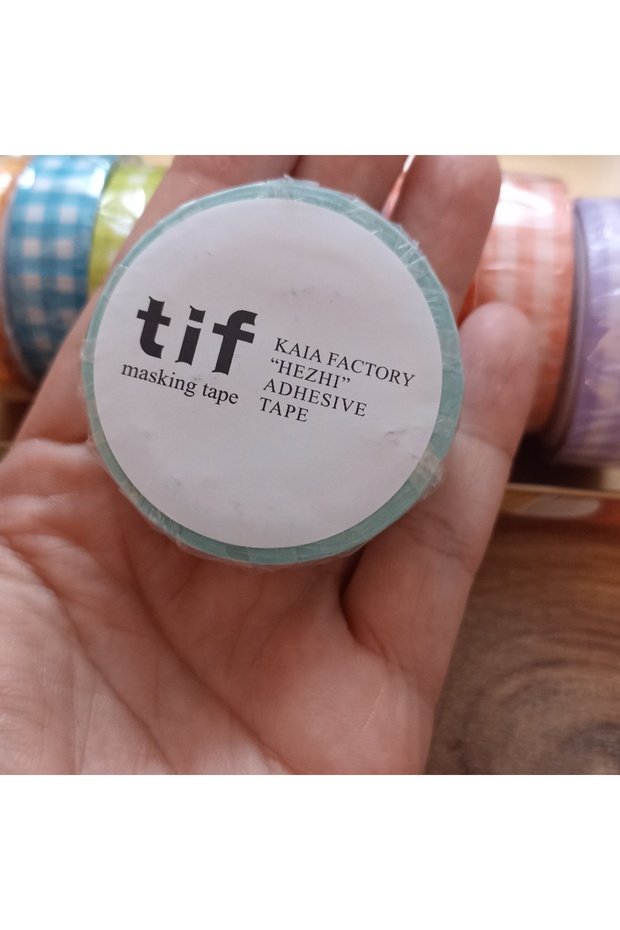 tif
masking tape
KAIA FACTORY
“HEZHI”
ADHESIVE
TAPE